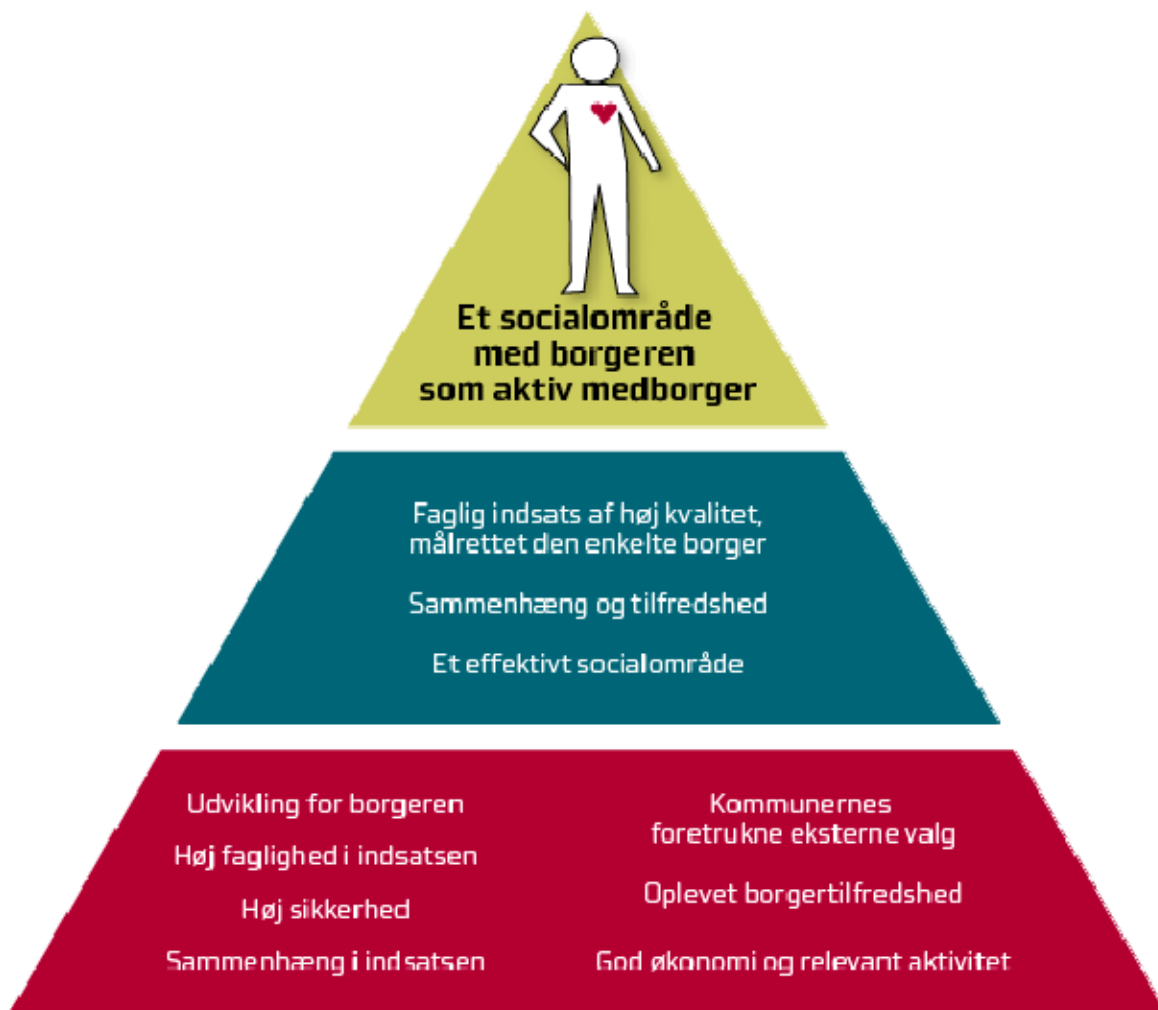 Et socialområde
med borgeren
som aktiv medborger
Faglig indsats af høj kvalitet,
målrettet den enkelte borger
Sammenhæng og tilfredshed
Et effektivt socialområde
Udvikling for borgeren
Høj faglighed i indsatsen
Høj sikkerhed
Sammenhæng i indsatsen
Kommunernes
foretrukne eksterne valg
Oplevet borgertilfredshed
God økonomi og relevant aktivitet